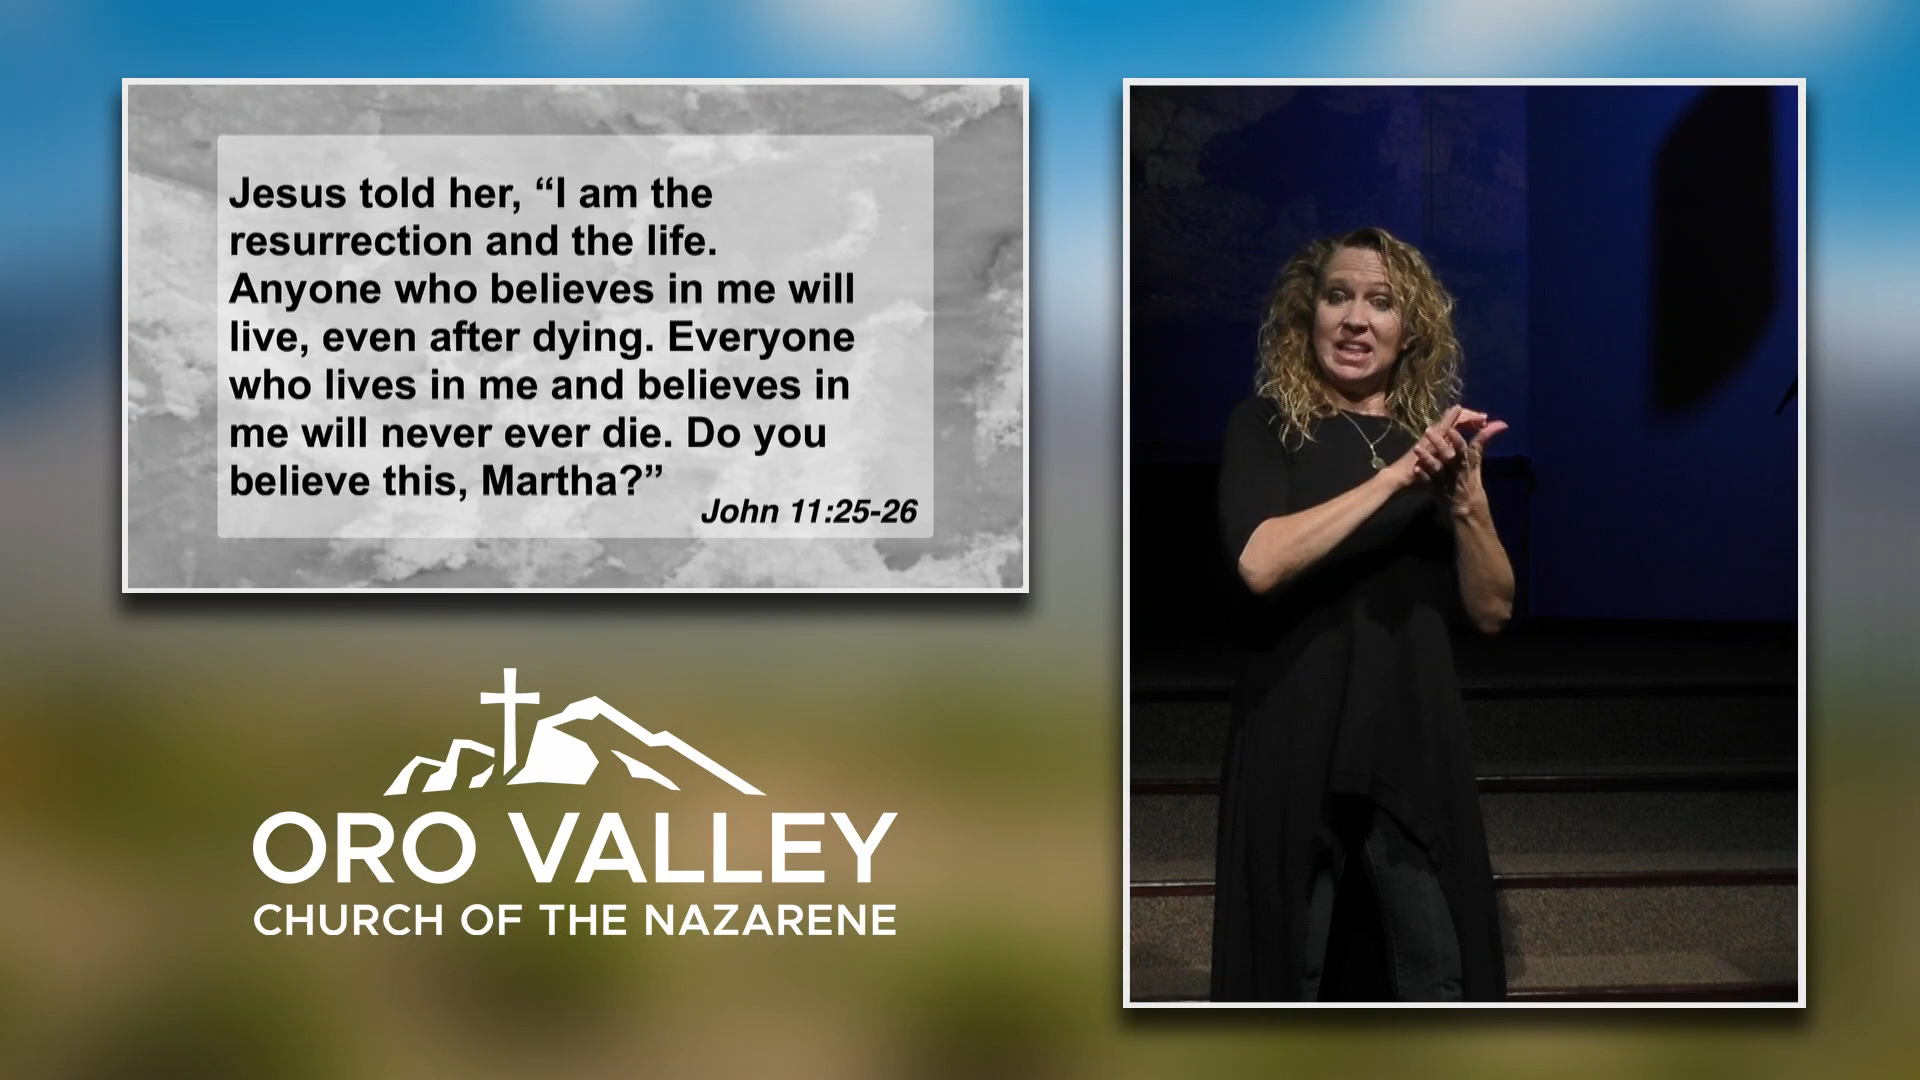 Jesus told her, “I am the
resurrection and the life.
Anyone who believes in me will
live, even after dying. Everyone
who lives in me and believes in
me will never ever die. Do you
believe this, Martha?”
John 11:25-26
ORO VALLEY
CHURCH OF THE NAZARENE